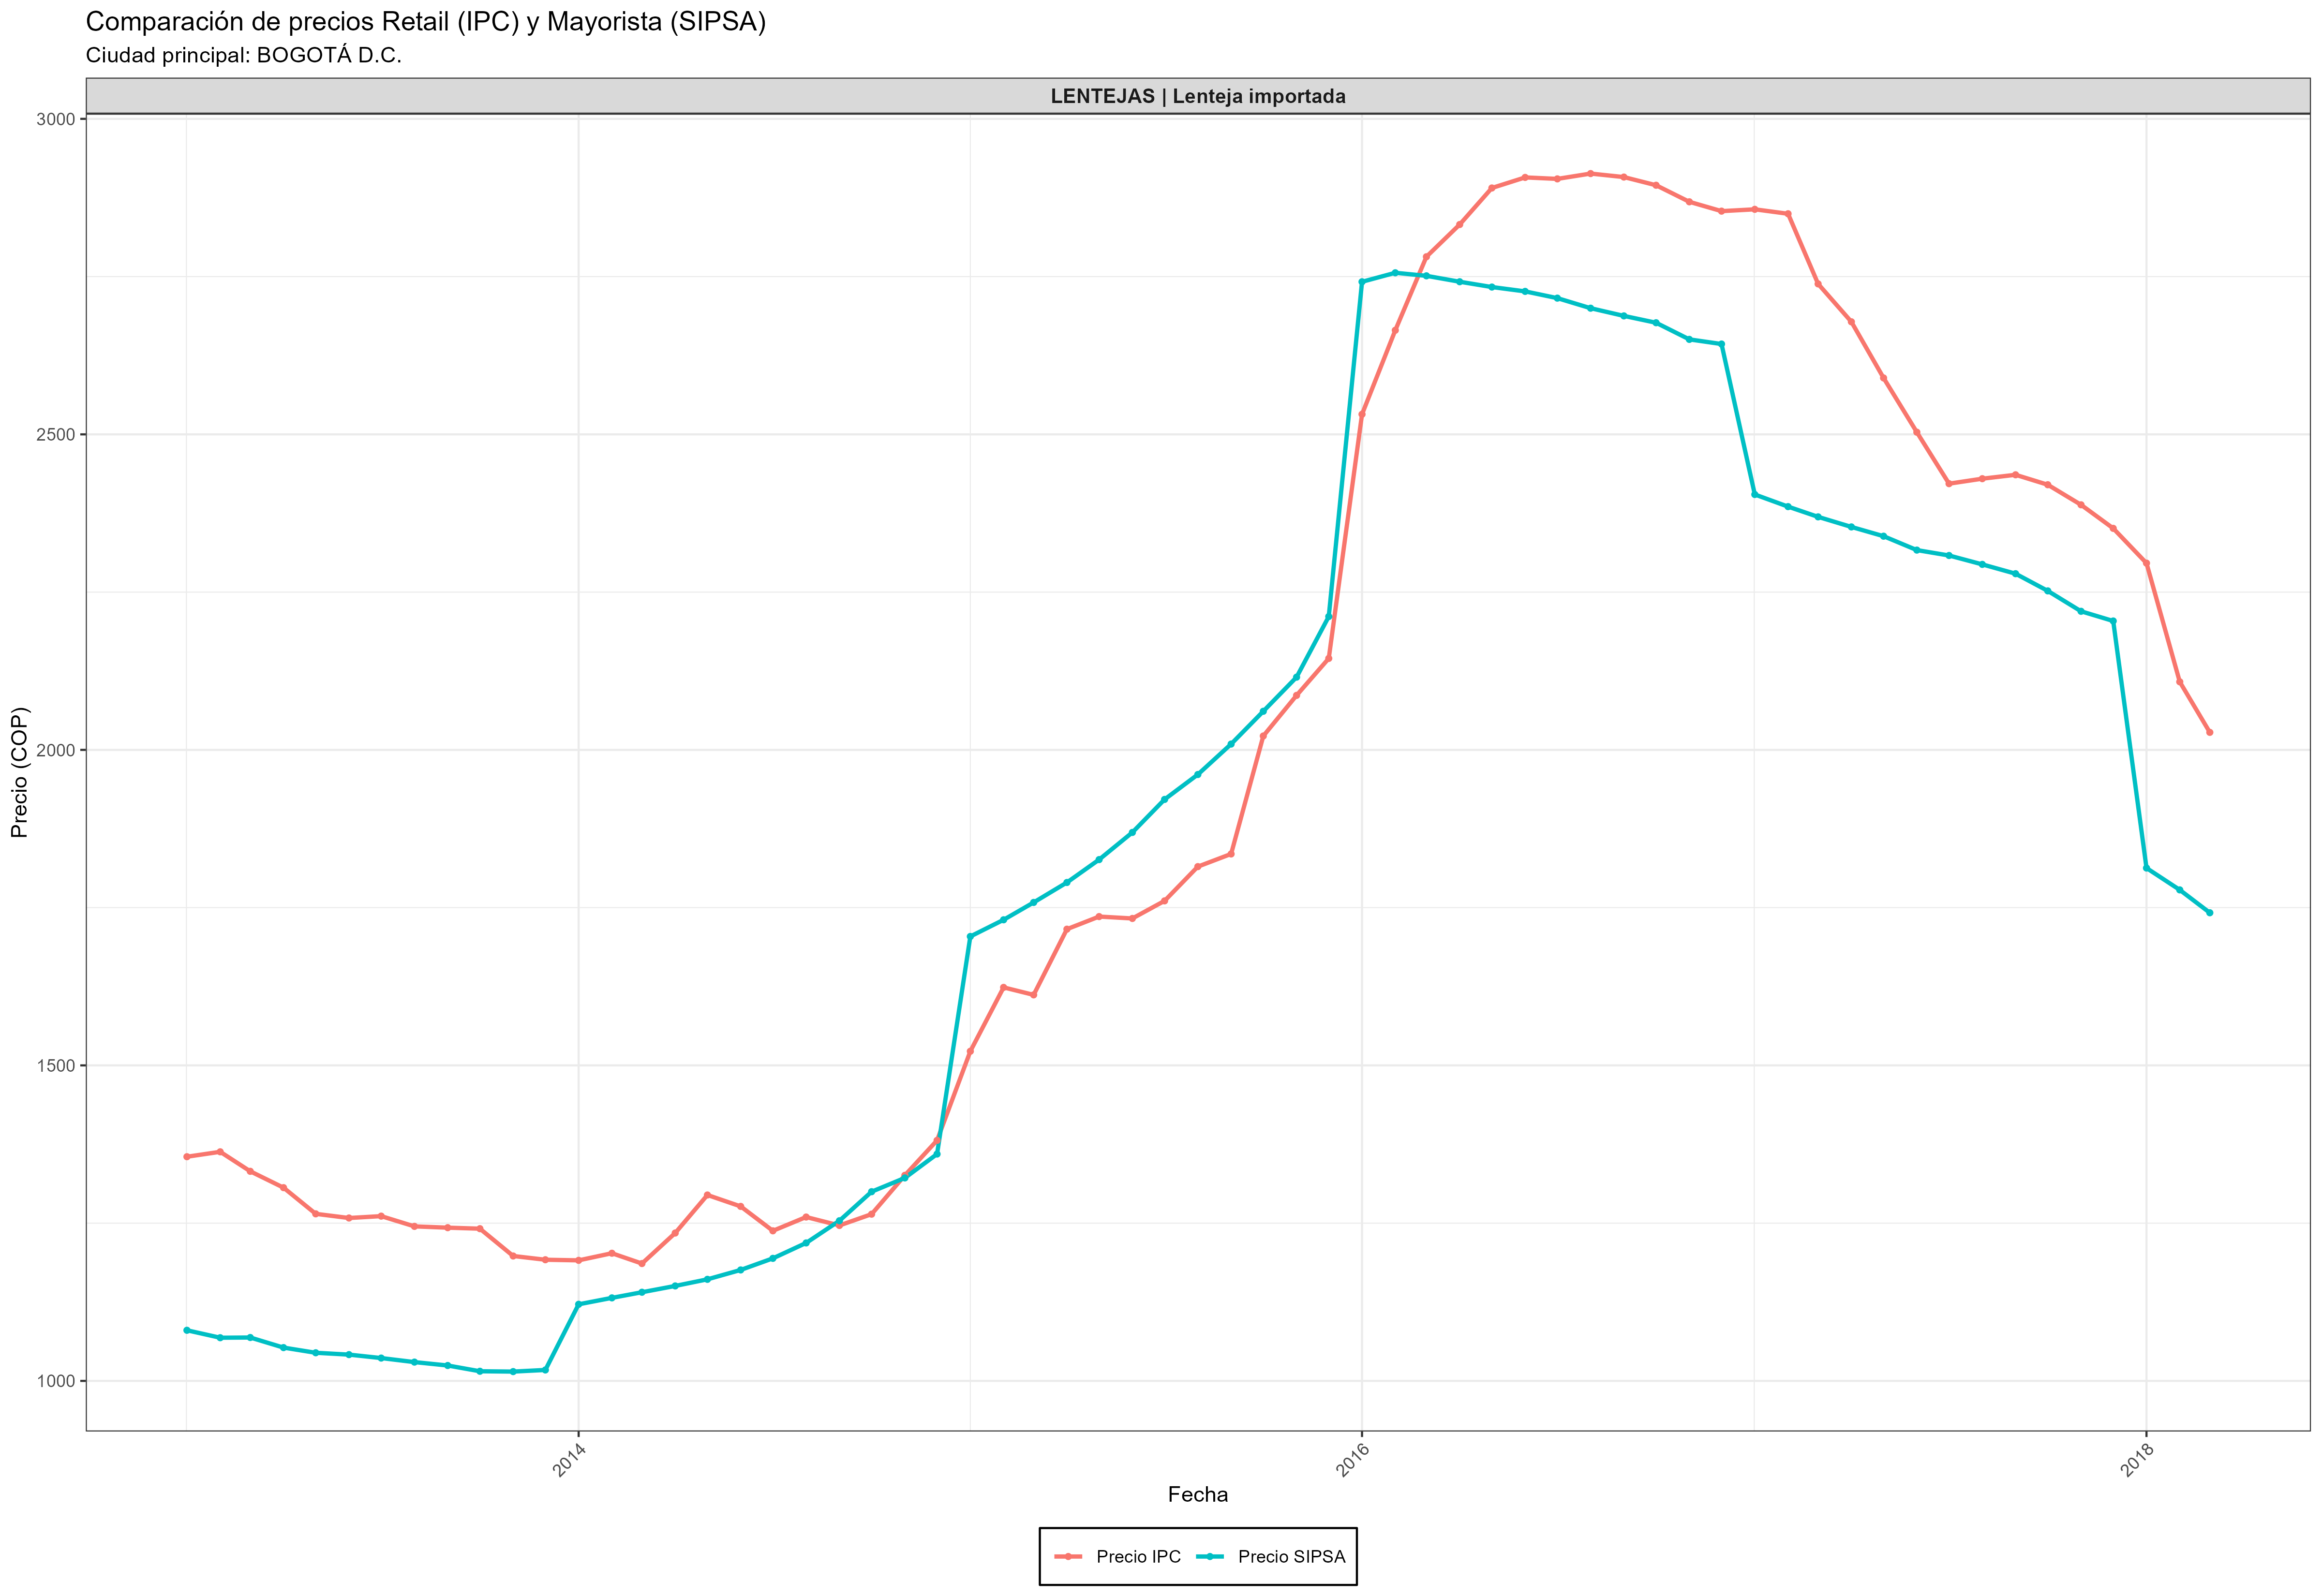 Comparación de precios Retail (IPC) y Mayorista (SIPSA)
Ciudad principal: BOGOTÁ D.C.
LENTEJAS | Lenteja importada
3000
2500
2000
1500
1000
Precio (COP)
2014
2016
2018
Fecha
Precio IPC
Precio SIPSA